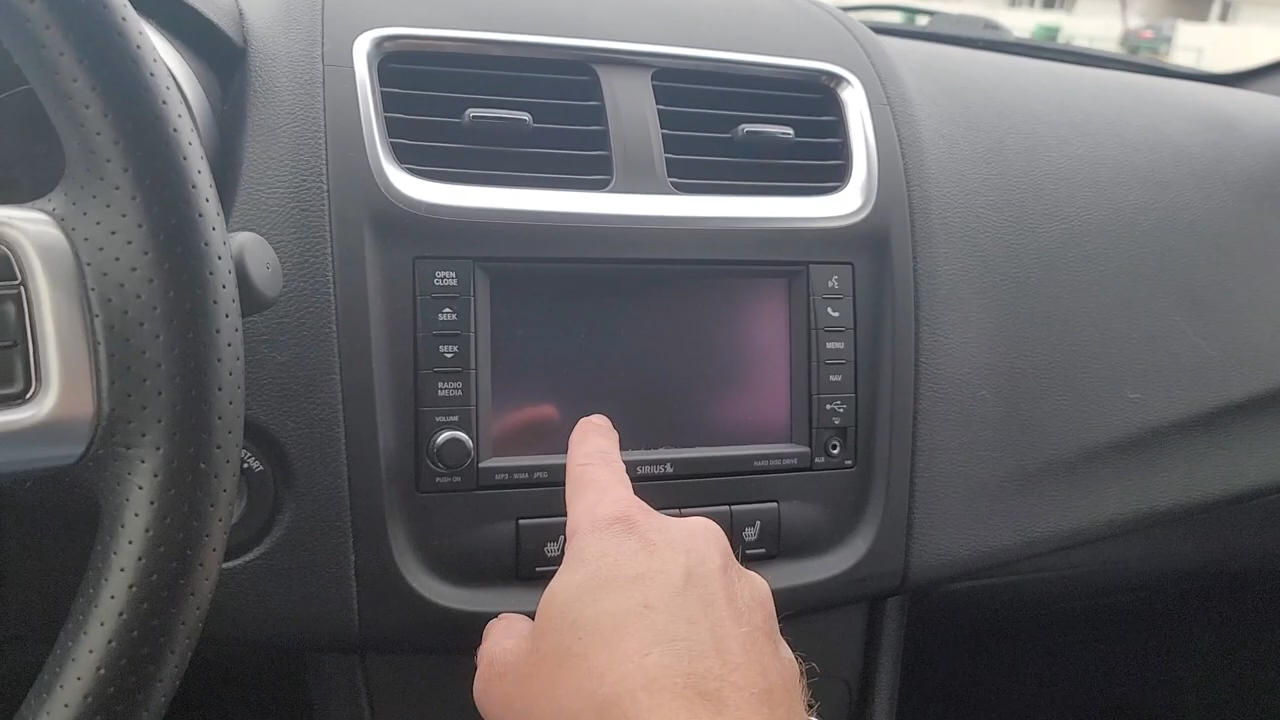 OPEN
CLOSE
SEEK
SEEK
RADIO
MEDIA
VOLUME
PUSH ON
MENU
NAV
AUX
MP3 - WMA - JPEG
SIRIUS
HARD DISC DRIVE
START